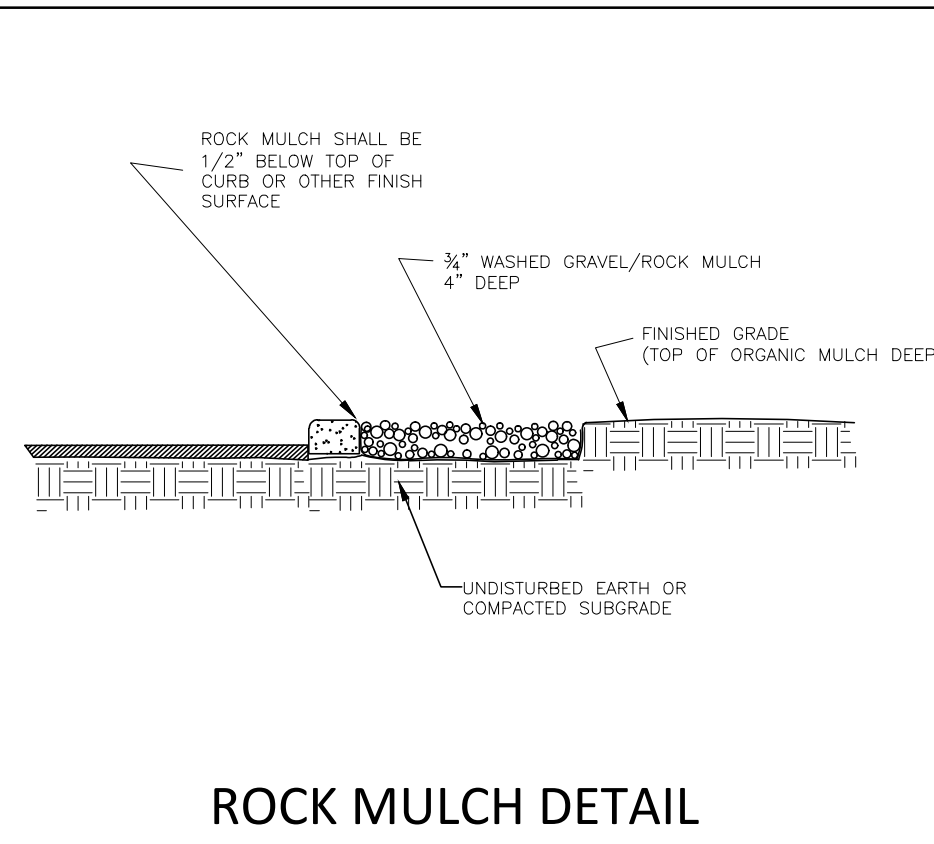 ROCK MULCH SHALL BE
1/2" BELOW TOP OF
CURB OR OTHER FINISH
SURFACE
¾" WASHED GRAVEL/ROCK MULCH
4" DEEP
FINISHED GRADE
(TOP OF ORGANIC MULCH DEEP
UNDISTURBED EARTH OR
COMPACTED SUBGRADE
ROCK MULCH DETAIL